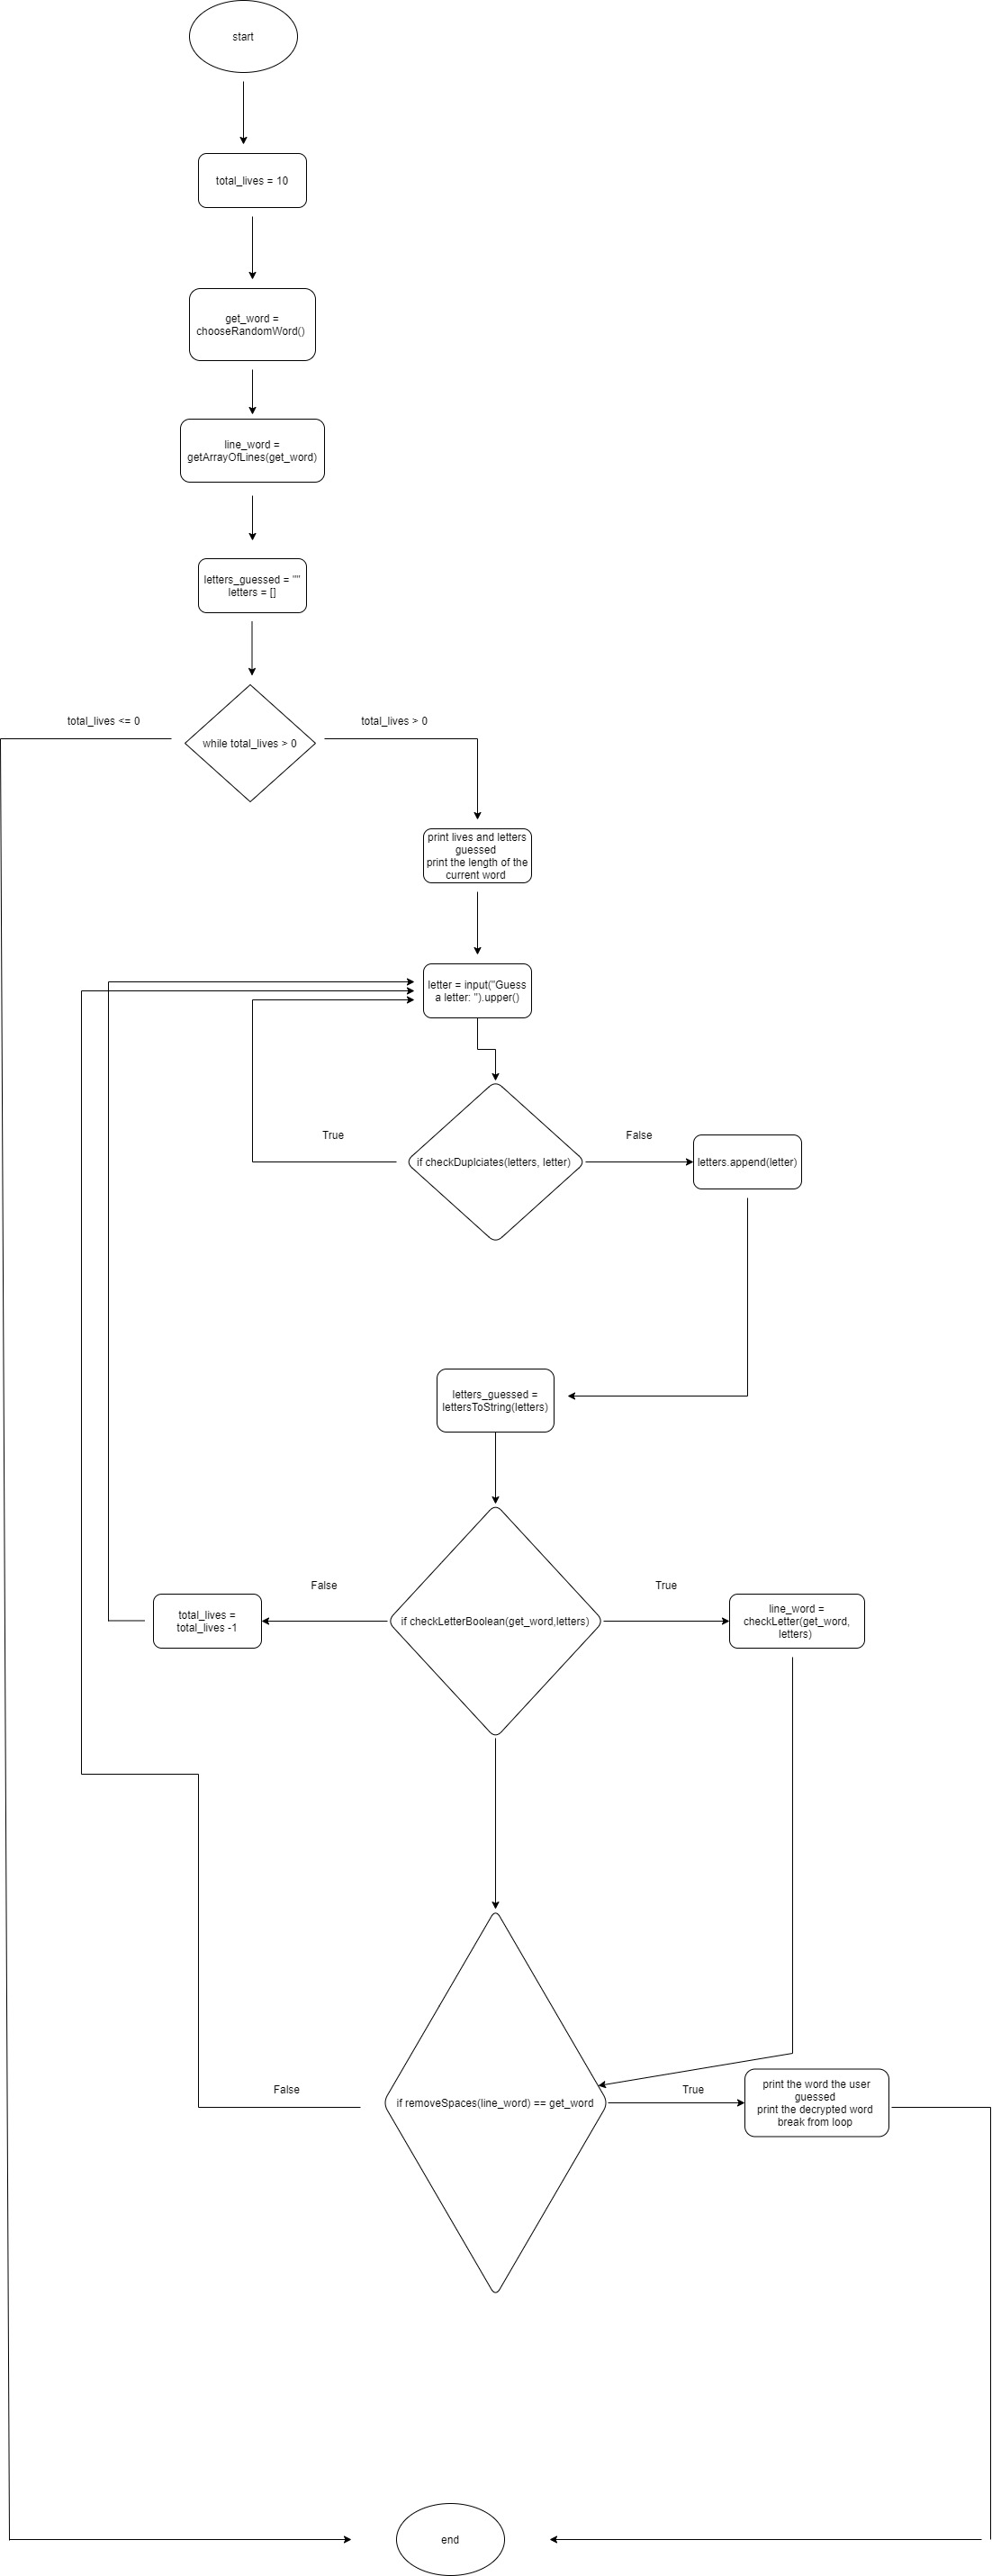 start
total_lives = 10
get_word =
chooseRandomWord()
line_word =
getArrayOfLines(get_word)
letters_guessed = ""
letters = []
total_lives <= 0
total_lives > 0
while total_lives > 0
print lives and letters
guessed
print the length of the
current word
letter = input("Guess
a letter: ").upper()
True
False
if checkDuplciates(letters, letter)
letters.append(letter)
letters_guessed =
lettersToString(letters)
False
True
total_lives =
total_lives -1
if checkLetterBoolean(get_word,letters)
line_word =
checkLetter(get_word,
letters)
False
True
if removeSpaces(line_word) == get_word
print the word the user
guessed
print the decrypted word
break from loop
end